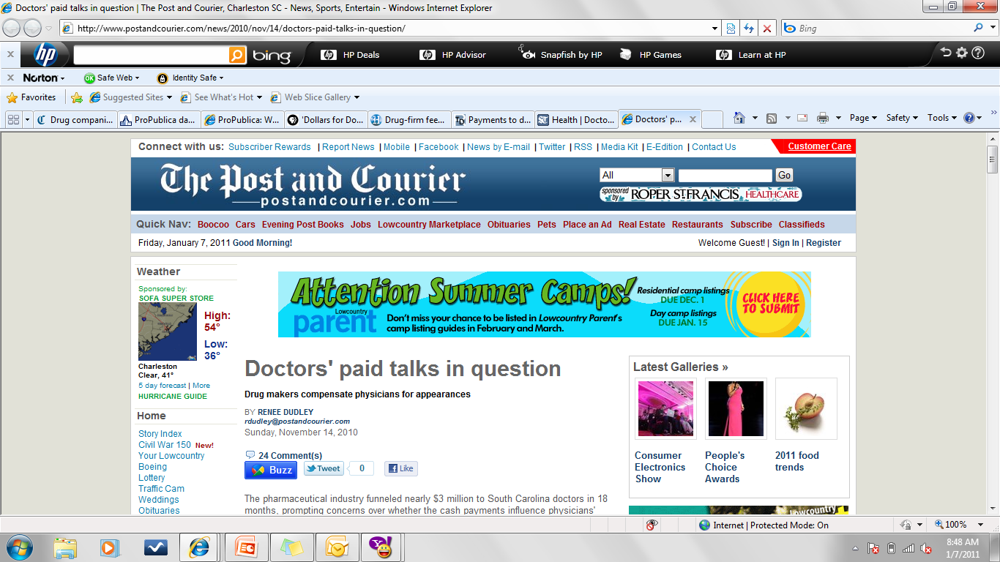 Doctors' paid talks in question | The Post and Courier, Charleston SC - News, Sports, Entertain - Windows Internet Explorer
http://www.postandcourier.com/news/2010/nov/14/doctors-paid-talks-in-question/
Bing
hp
bing
HP Deals
HP Advisor
Snapfish by HP
HP Games
Learn at HP
Norton
OK Safe Web
Identity Safe
Favorites
Suggested Sites
See What's Hot
Web Slice Gallery
Drug compani...
ProPublica da...
ProPublica: W...
'Dollars for Do...
Drug-firm fee...
Payments to d...
Health | Docto...
Doctors' p...
Page
Safety
Tools
Connect with us: Subscriber Rewards | Report News | Mobile | Facebook | News by E-mail | Twitter | RSS | Media Kit | E-Edition | Contact Us
Customer Care
The Post and Courier
postandcourier.com
All
Go
sponsored by ROPER ST. FRANCIS HEALTHCARE
Quick Nav: Boocoo Cars Evening Post Books Jobs Lowcountry Marketplace Obituaries Pets Place an Ad Real Estate Restaurants Subscribe Classifieds
Friday, January 7, 2011 Good Morning!
Welcome Guest! | Sign In | Register
Weather
Sponsored by:
SOFA SUPER STORE
High:
54°
Low:
36°
Charleston
Clear, 41°
5 day forecast | More
HURRICANE GUIDE
Home
Story Index
Civil War 150 New!
Your Lowcountry
Boeing
Lottery
Traffic Cam
Weddings
Obituaries
Attention Summer Camps!
Lowcountry
parent
Don't miss your chance to be listed in Lowcountry Parent's
camp listing guides in February and March.
Residential camp listings
DUE DEC. 1
Day camp listings
DUE JAN. 15
CLICK HERE
TO SUBMIT
Doctors' paid talks in question
Drug makers compensate physicians for appearances
BY RENEE DUDLEY
rdudley@postandcourier.com
Sunday, November 14, 2010
24 Comment(s)
Buzz
Tweet
0
Like
The pharmaceutical industry funneled nearly $3 million to South Carolina doctors in 18
months, prompting concerns over whether the cash payments influence physicians'
Latest Galleries »
Consumer
Electronics
Show
People's
Choice
Awards
2011 food
trends
lowcountry
Internet | Protected Mode: On
100%
8:48 AM
1/7/2011